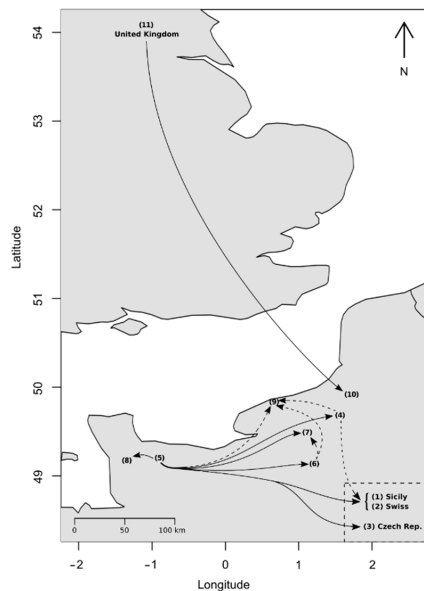 54
53
52
51
50
49
Latitude
(11)
United Kingdom
N
(10)
(9)
(4)
(7)
(5)
(8)
(6)
{ (1) Sicily
(2) Swiss
(3) Czech Rep.
0 50 100 km
−2 −1 0 1 2
Longitude